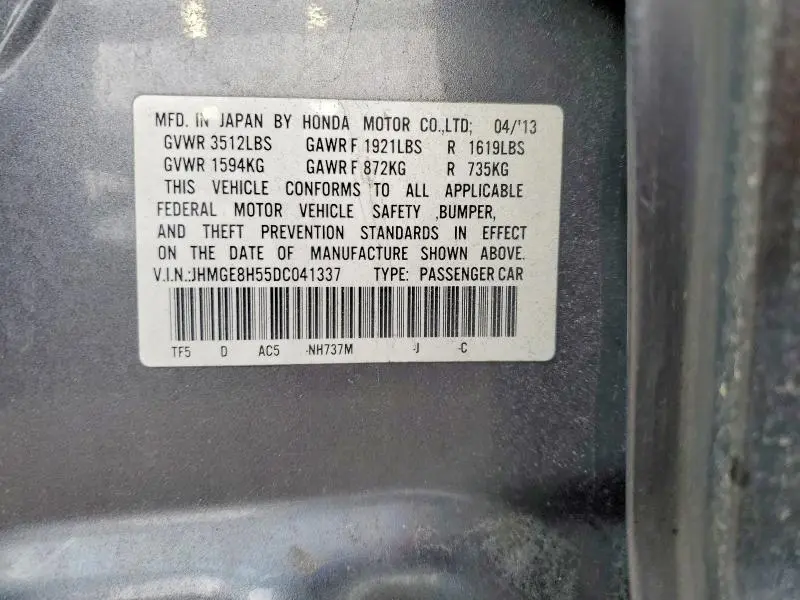 MFD. IN JAPAN BY HONDA MOTOR CO.,LTD; 04/'13
GVWR 3512LBS GAWR F 1921LBS R 1619LBS
GVWR 1594KG GAWR F 872KG R 735KG
THIS VEHICLE CONFORMS TO ALL APPLICABLE
FEDERAL MOTOR VEHICLE SAFETY ,BUMPER,
AND THEFT PREVENTION STANDARDS IN EFFECT
ON THE DATE OF MANUFACTURE SHOWN ABOVE.
V.I.N.:JHMGE8H55DC041337 TYPE: PASSENGER CAR
TF5 D AC5 -NH737M -J -C